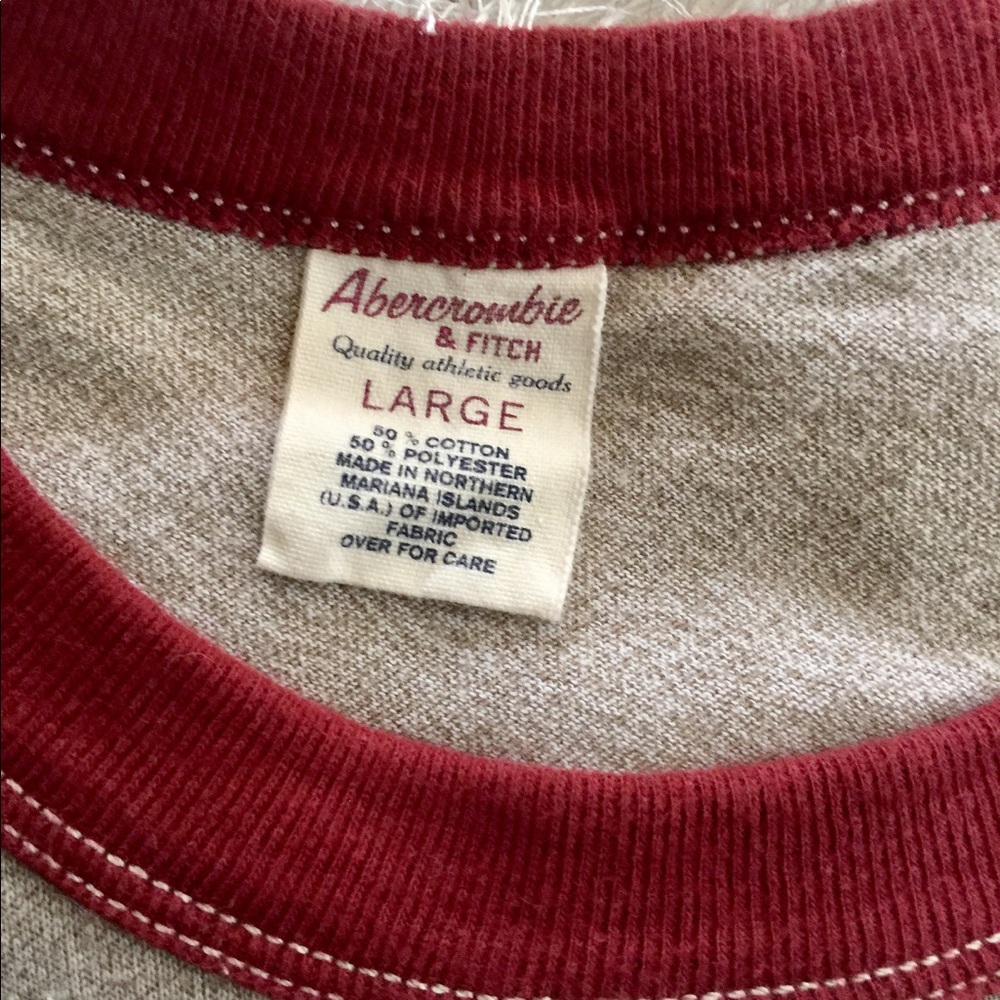 Abercrombie
& FITCH
Quality athletic goods
LARGE
50 % COTTON
50 % POLYESTER
MADE IN NORTHERN
MARIANA ISLANDS
(U.S.A.) OF IMPORTED
FABRIC
OVER FOR CARE